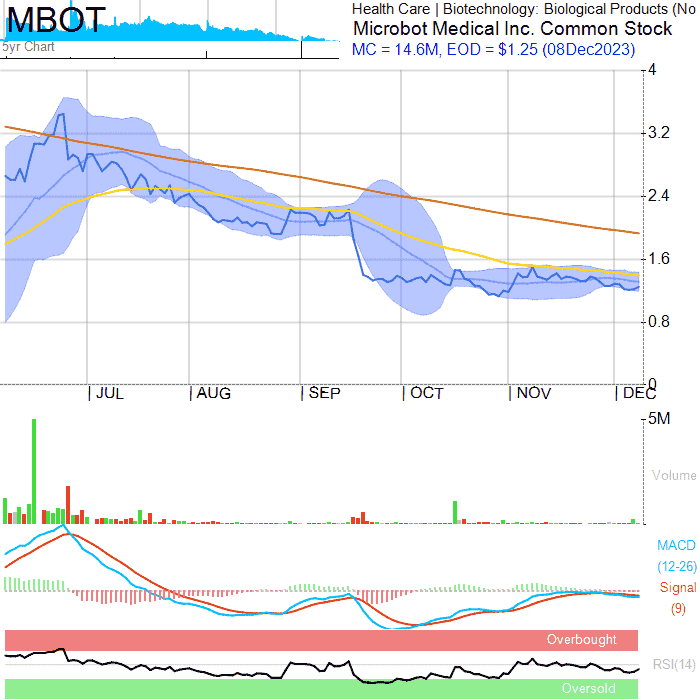 MBOT
5yr Chart
Health Care | Biotechnology: Biological Products (No
Microbot Medical Inc. Common Stock
MC = 14.6M, EOD = $1.25 (08Dec2023)
4
3.2
2.4
1.6
0.8
0
JUL
AUG
SEP
OCT
NOV
DEC
5M
Volume
MACD
(12-26)
Signal
(9)
Overbought
RSI(14)
Oversold